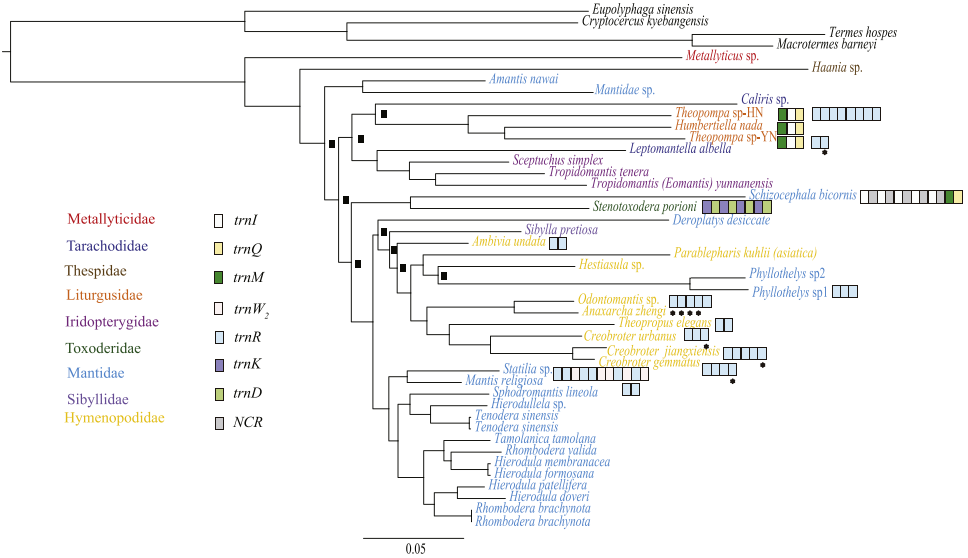 Eupolyphaga sinensis
Cryptocercus kyebangensis
Termes hospes
Macrotermes barneyi
Metallyticus sp.
Haania sp.
Amantis nawai
Mantidae sp.
Caliris sp.
Theopompa sp-HN
Humbertiella nada
Theopompa sp-YN
Leptomantella albella
Sceptuchus simplex
Tropidomantis tenera
Tropidomantis (Eomantis) yunnanensis
Schizocephala bicornis
Stenotoxodera porioni
Deroplatys desiccate
Sibylla pretiosa
Ambivia undata
Parablepharis kuhlii (asiatica)
Hestiasula sp.
Phyllothelys sp2
Phyllothelys sp1
Odontomantis sp.
Anaxarcha zhengi
Theopropus elegans
Creobroter urbanus
Creobroter jiangxiensis
Creobroter gemmatus
Statilia sp.
Mantis religiosa
Sphodromantis lineola
Hierodullela sp.
Tenodera sinensis
Tenodera sinensis
Tamolanica tamolana
Rhombodera valida
Hierodula membranacea
Hierodula formosana
Hierodula patellifera
Hierodula doveri
Rhombodera brachynota
Rhombodera brachynota
Metallyticidae
Tarachodidae
Thespidae
Liturgusidae
Iridopterygidae
Toxoderidae
Mantidae
Sibyllidae
Hymenopodidae
trnI
trnQ
trnM
trnW2
trnR
trnK
trnD
NCR
0.05